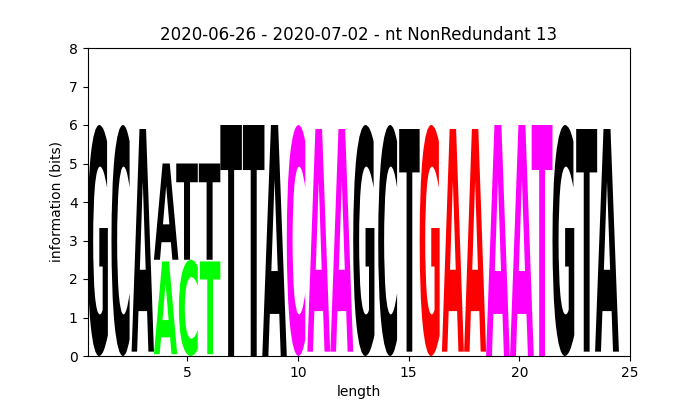 2020-06-26 - 2020-07-02 - nt NonRedundant 13
information (bits)
8
7
6
5
4
3
2
1
0
GCAATTTTACAAGCTGAAAATGTA
ACT
5 10 15 20 25
length